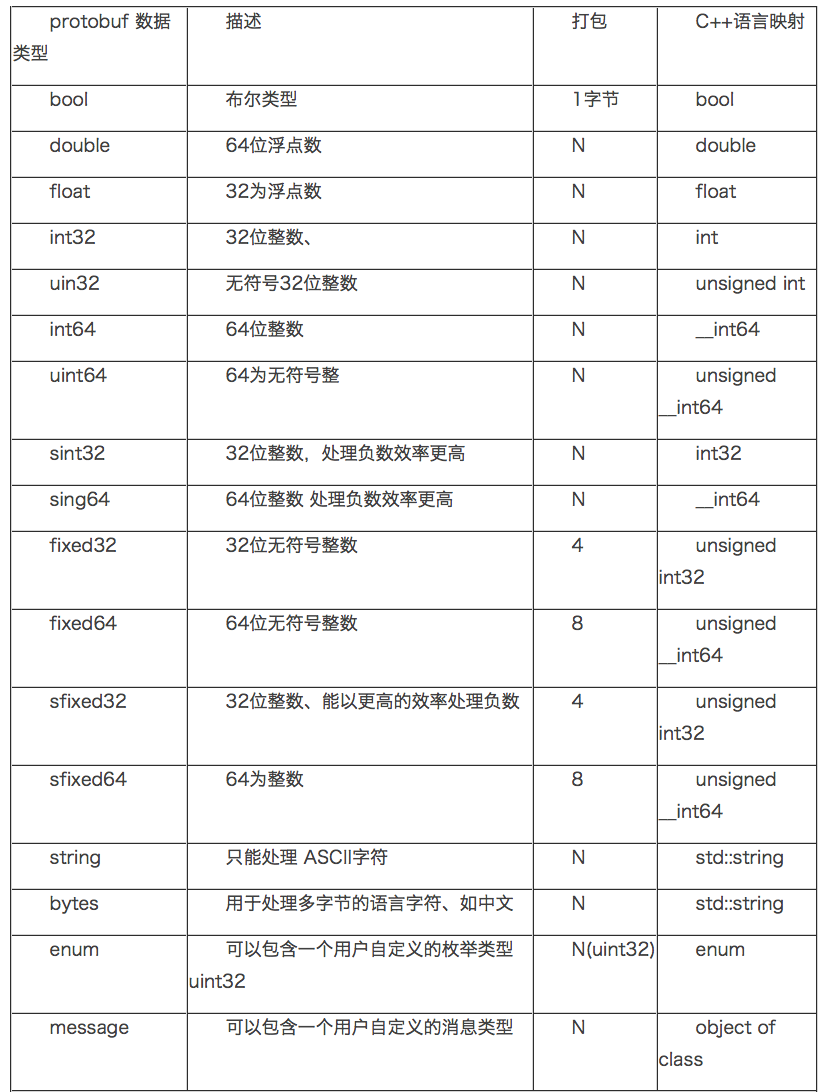 protobuf 数据 描述 打包 C++语言映射
类型
bool 布尔类型 1字节 bool
double 64位浮点数 N double
float 32为浮点数 N float
int32 32位整数、 N int
uin32 无符号32位整数 N unsigned int
int64 64位整数 N __int64
uint64 64为无符号整 N unsigned
__int64
sint32 32位整数，处理负数效率更高 N int32
sing64 64位整数 处理负数效率更高 N __int64
fixed32 32位无符号整数 4 unsigned
int32
fixed64 64位无符号整数 8 unsigned
__int64
sfixed32 32位整数、能以更高的效率处理负数 4 unsigned
int32
sfixed64 64为整数 8 unsigned
__int64
string 只能处理 ASCII字符 N std::string
bytes 用于处理多字节的语言字符、如中文 N std::string
enum 可以包含一个用户自定义的枚举类型 N(uint32) enum
uint32
message 可以包含一个用户自定义的消息类型 N object of
class